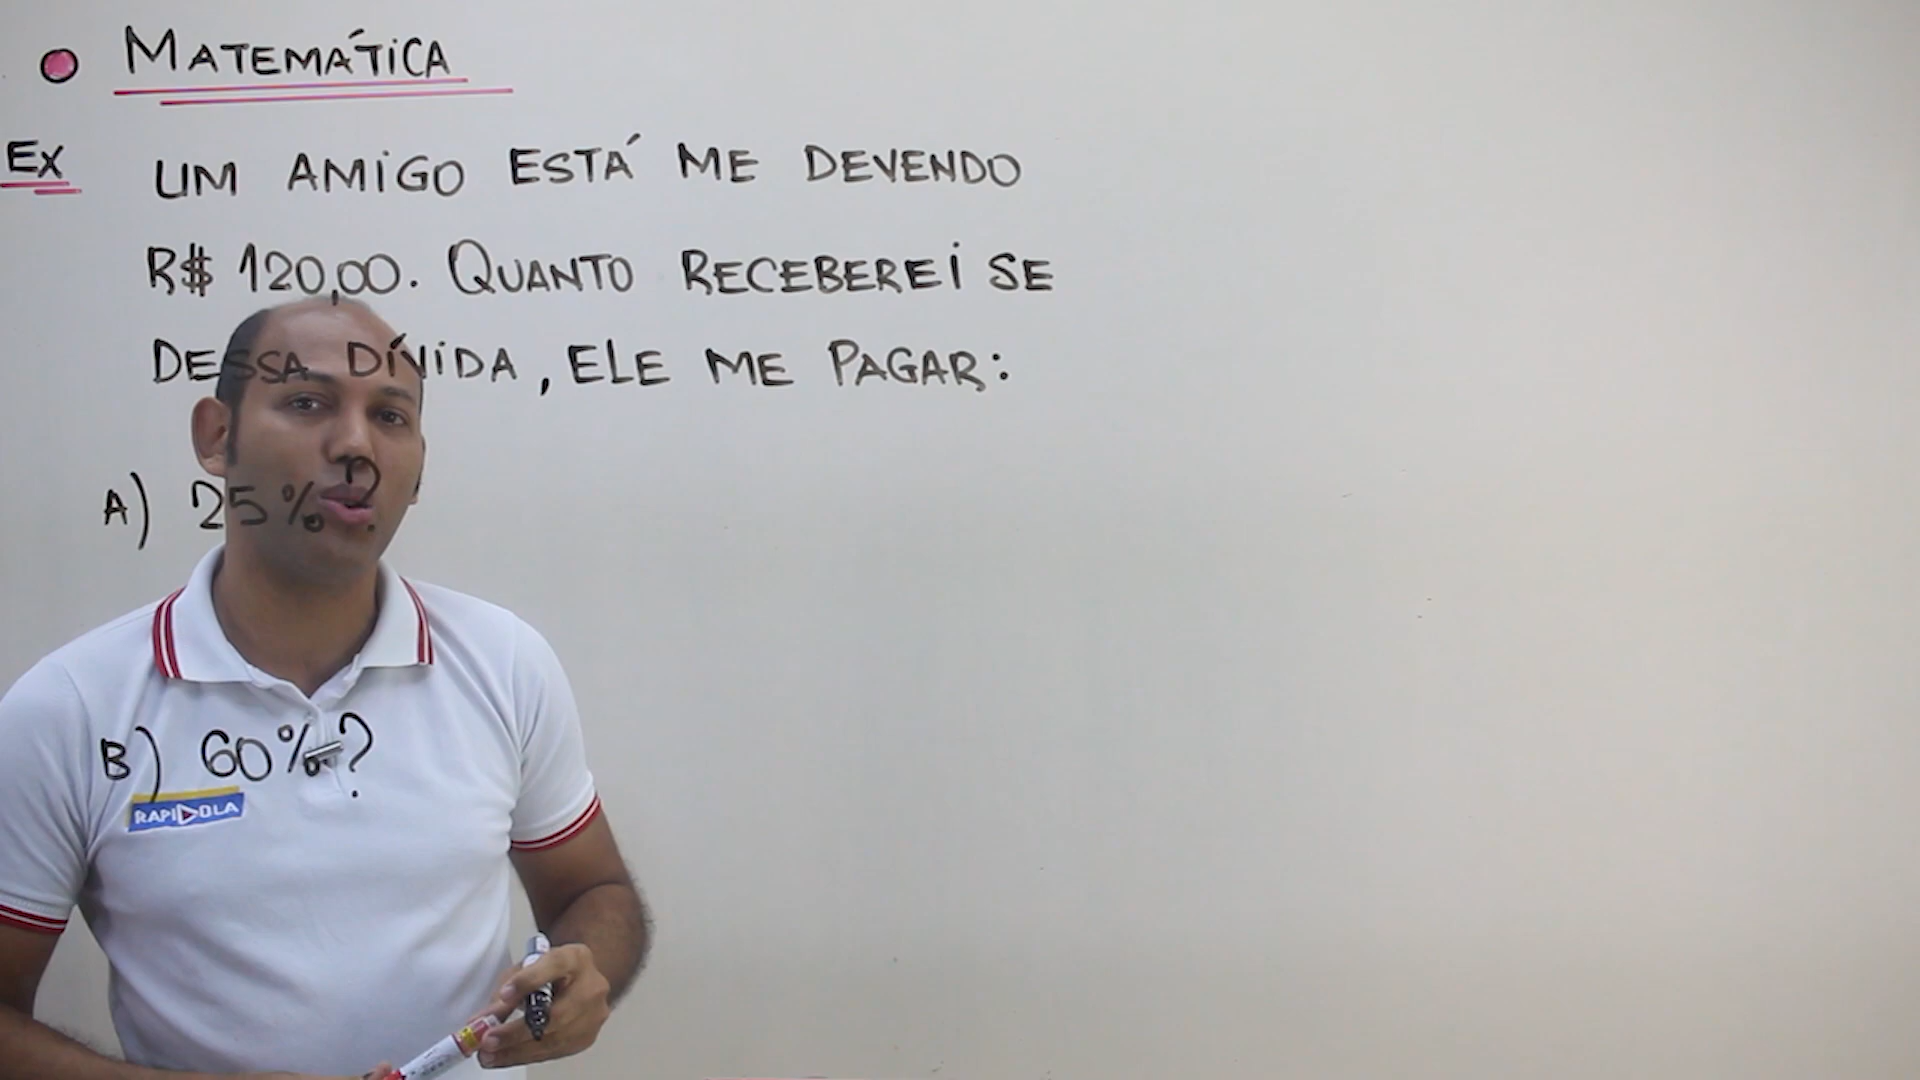 MATEMÁTICA
EX UM AMIGO ESTÁ ME DEVENDO
R$ 120,00. QUANTO RECEBEREI SE
DESSA DÍVIDA, ELE ME PAGAR:
A) 25%?
B) 60%?
RAPIDOLA